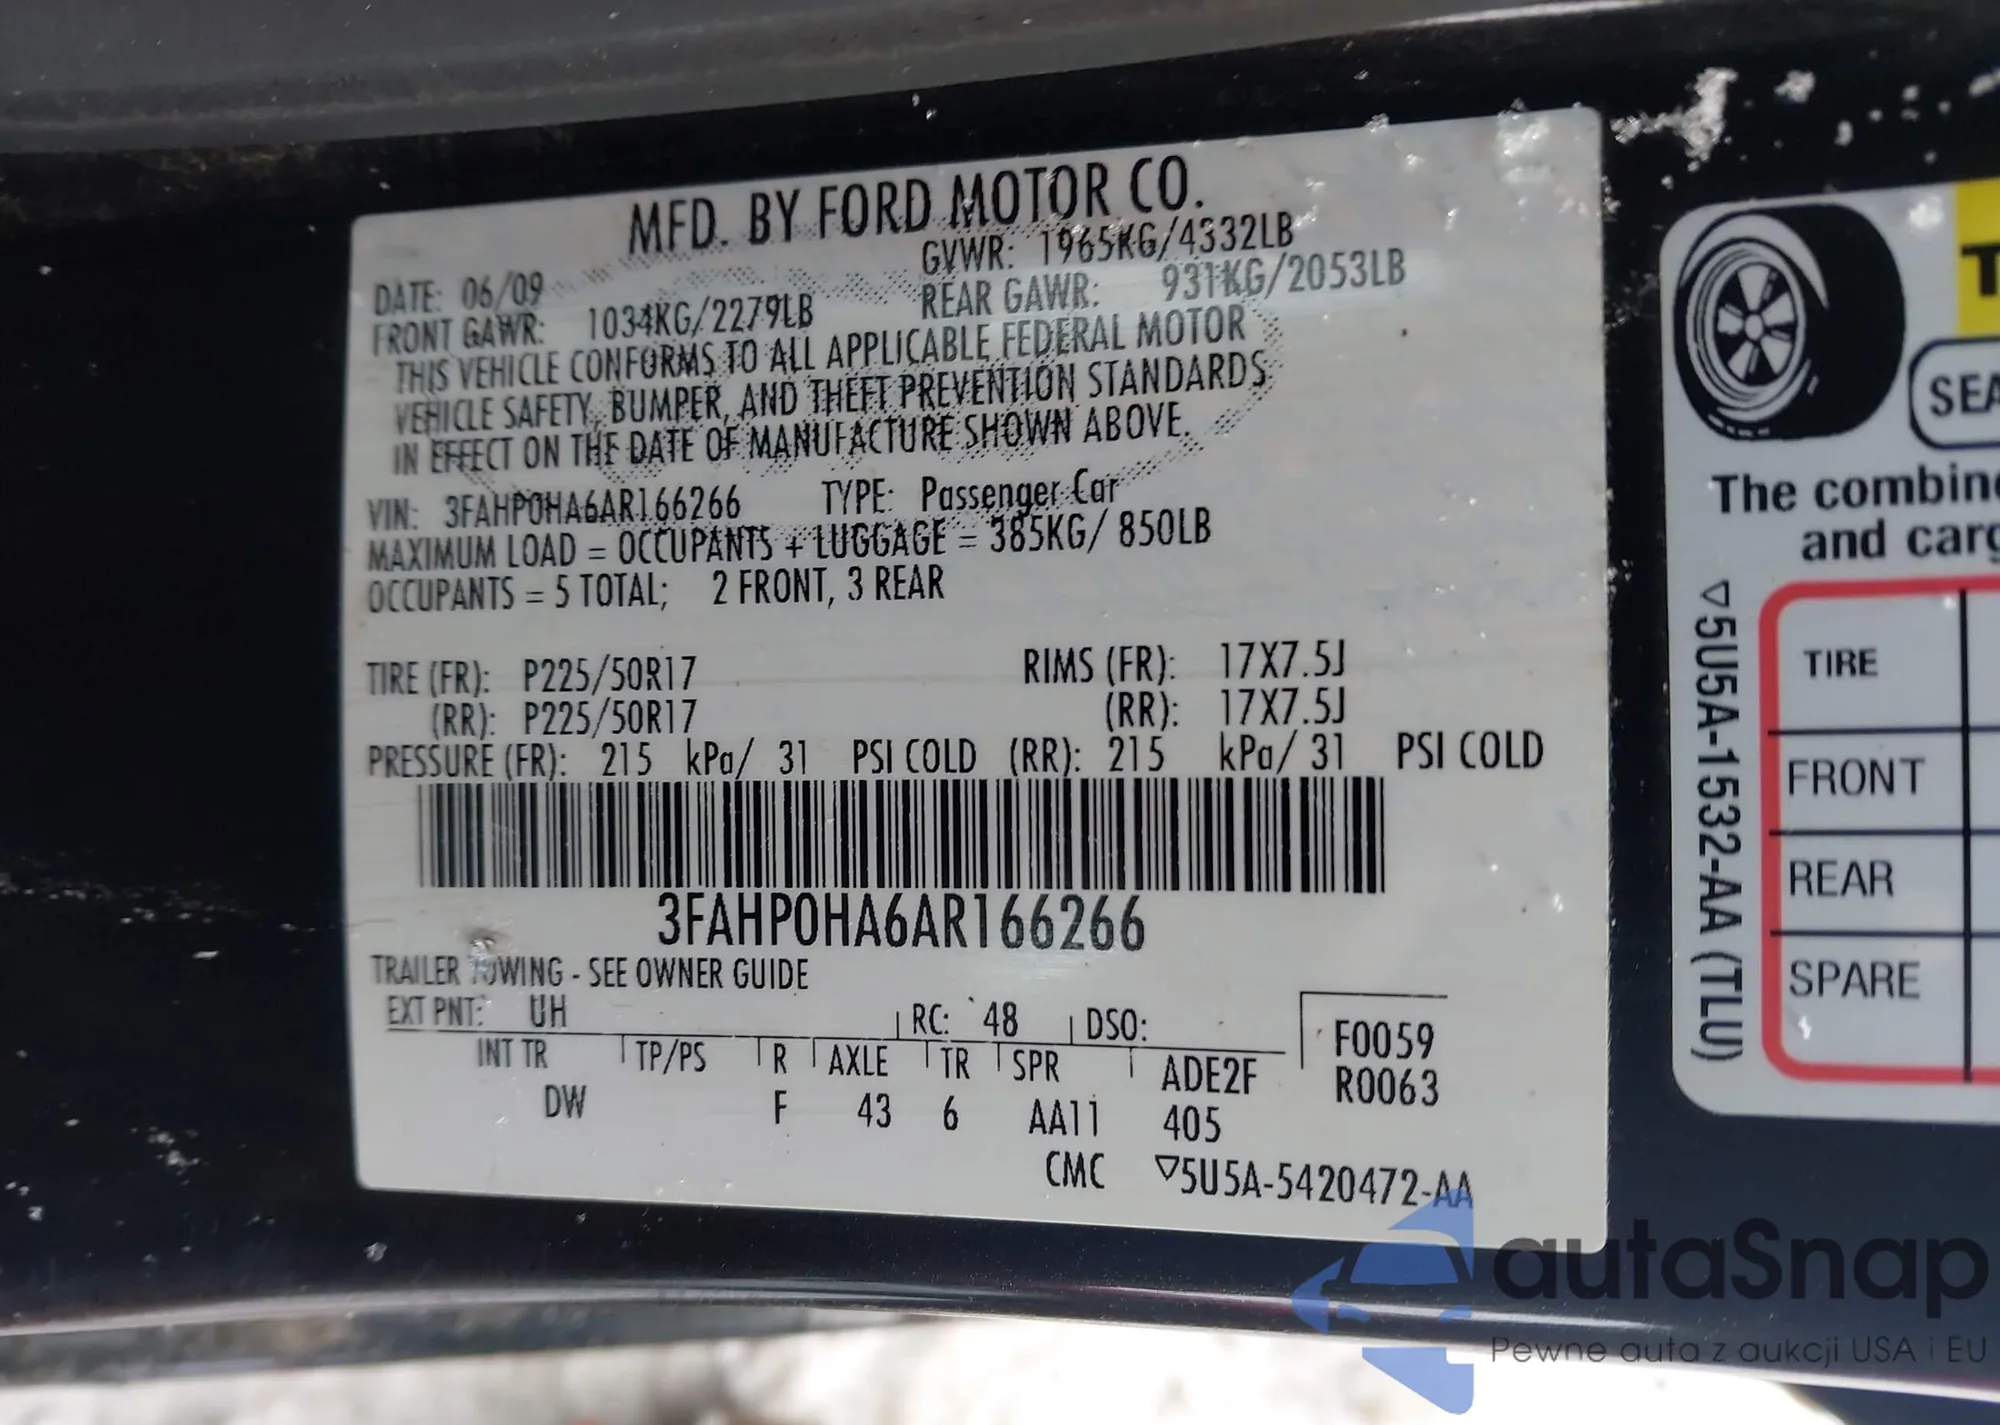 MFD. BY FORD MOTOR CO.
DATE: 06/09 GVWR: 1965KG/4332LB
FRONT GAWR: 1034KG/2279LB REAR GAWR: 931KG/2053LB
THIS VEHICLE CONFORMS TO ALL APPLICABLE FEDERAL MOTOR
VEHICLE SAFETY, BUMPER, AND THEFT PREVENTION STANDARDS
IN EFFECT ON THE DATE OF MANUFACTURE SHOWN ABOVE.
VIN: 3FAHP0HA6AR166266 TYPE: Passenger Car
MAXIMUM LOAD = OCCUPANTS + LUGGAGE = 385KG/ 850LB
OCCUPANTS = 5 TOTAL; 2 FRONT, 3 REAR
TIRE (FR): P225/50R17 RIMS (FR): 17X7.5J
(RR): P225/50R17 (RR): 17X7.5J
PRESSURE (FR): 215 kPa/ 31 PSI COLD (RR): 215 kPa/ 31 PSI COLD
3FAHP0HA6AR166266
TRAILER TOWING - SEE OWNER GUIDE
EXT PNT: UH RC: 48 DSO:
INT TR TP/PS R AXLE TR SPR ADE2F
DW F 43 6 AA11 405
F0059
R0063
CMC ▽5U5A-5420472-AA
T
SEA
The combin
and carg
▽5U5A-1532-AA (TLU)
TIRE
FRONT
REAR
SPARE
autaSnap
Pewne auta z aukcji USA i EU